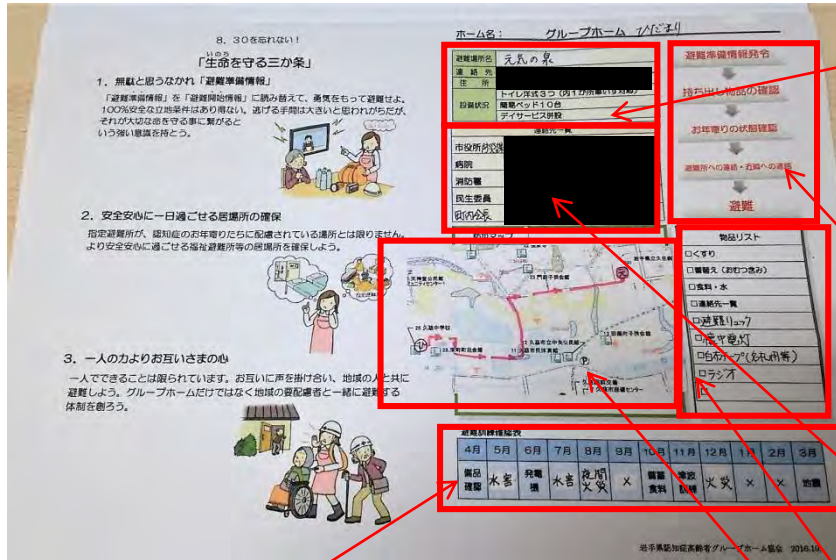 8、30を忘れない!
いのち
「生命を守る三か条」
1．無駄と思うなかれ「避難準備情報」
「避難準備情報」を「避難開始情報」に読み替えて、勇気をもって避難せよ。
100％安全な立地条件はあり得ない。逃げる手間は大きいと思われがちだが、
それが大切な命を守る事に繋がると
いう強い意識を持とう。
2．安全安心に一日過ごせる居場所の確保
指定避難所が、認知症のお年寄りたちに配慮されている場所とは限りません。
より安全安心に過ごせる福祉避難所等の居場所を確保しよう。
3．一人の力よりお互いさまの心
一人でできることは限られています。お互いに声を掛け合い、地域の人と共に
避難しよう。グループホームだけではなく地域の要配慮者と一緒に避難する
体制を創ろう。
ホーム名： グループホーム ひだまり
避難場所名 元気の泉
連絡先
住所
設備状況
トイレ洋式3つ
簡易ベッド10台
デイサービス併設
連絡先一覧
市役所
病院
消防署
民生委員
町内会長
避難準備情報発令
持ち出し物品の確認
お年寄りの状態確認
避難所への連絡・近隣への連絡
避難
物品リスト
□くすり
□着替え（おむつ含み）
□食料・水
□連絡先一覧
□避難リュック
□懐中電灯
□布テープ(名札用等)
□ラジオ
□
避難訓練確認表
4月 5月 6月 7月 8月 9月 10月 11月 12月 1月 2月 3月
備品確認 水害 発電機 水害 夜間火災 × 備蓄食料 火災 × × 地震
岩手県認知症高齢者グループホーム協会 2016.10